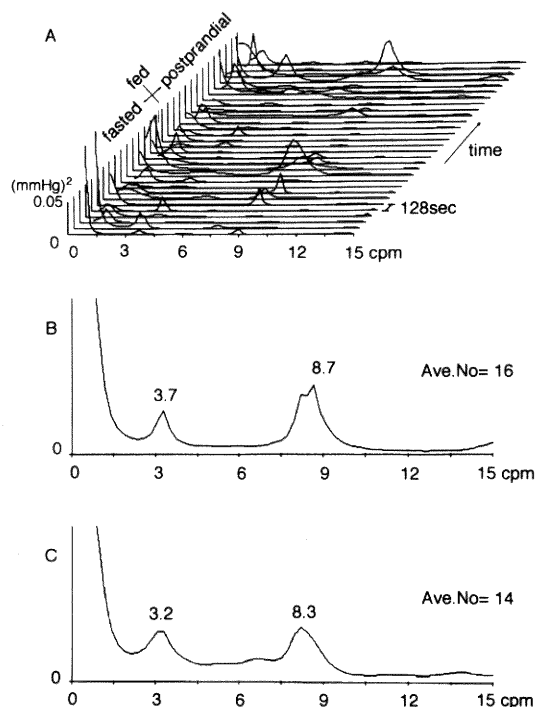 A
fasted
fed
postprandial
time
128sec
(mmHg)2
0.05
0
0 3 6 9 12 15 cpm
B
3.7
8.7
Ave.No= 16
0
0 3 6 9 12 15 cpm
C
3.2
8.3
Ave.No= 14
0
0 3 6 9 12 15 cpm